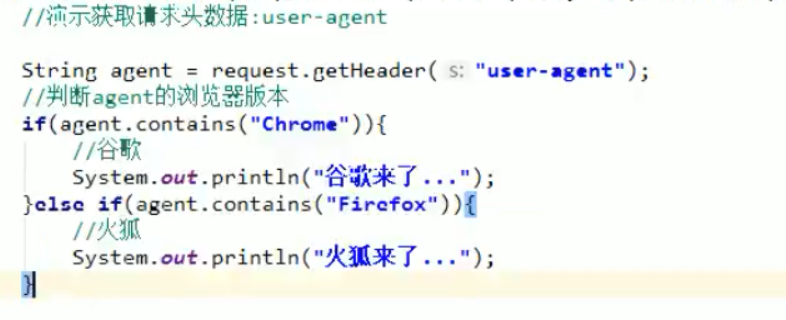 //演示获取请求头数据:user-agent
String agent = request.getHeader( s: "user-agent");
//判断agent的浏览器版本
if(agent.contains("Chrome")){
//谷歌
System.out.println("谷歌来了...");
}else if(agent.contains("Firefox")){
//火狐
System.out.println("火狐来了...");
}